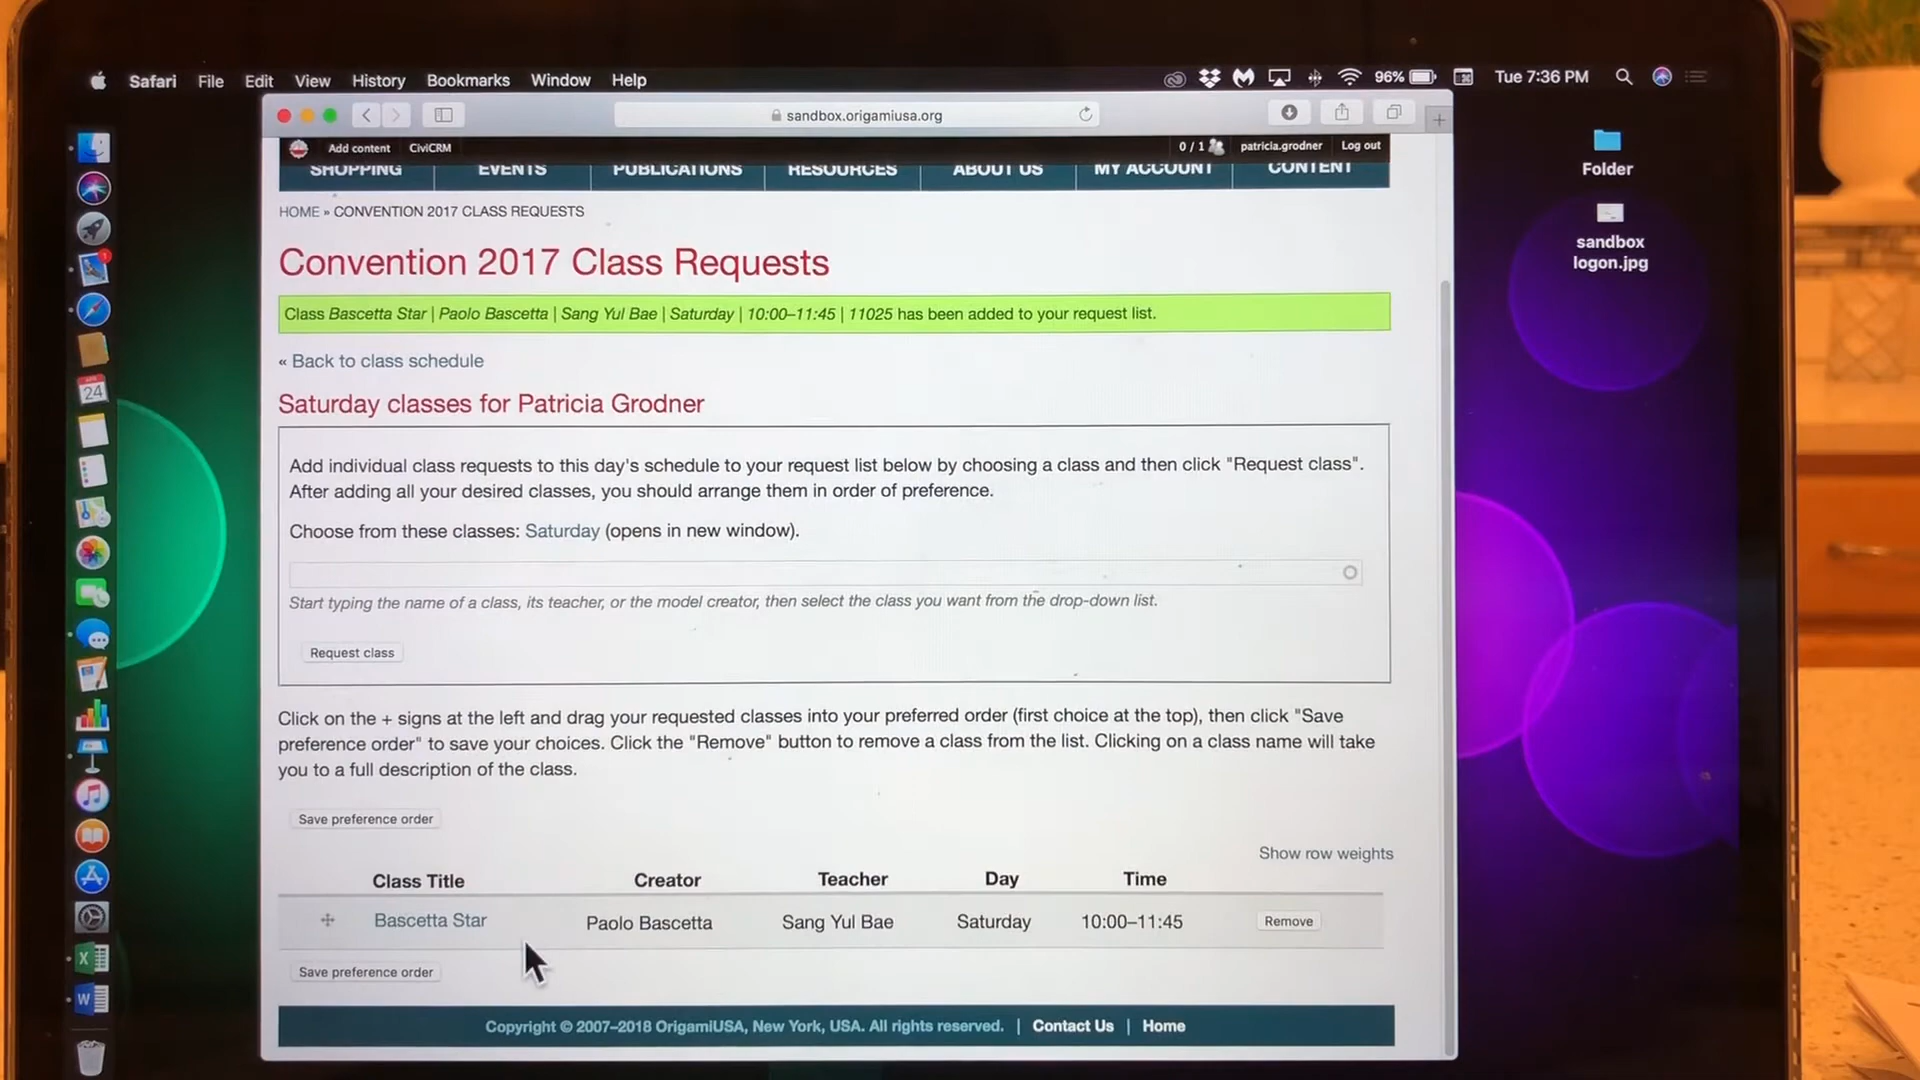 Safari File Edit View History Bookmarks Window Help 96% Tue 7:36 PM
sandbox.origamiusa.org
Add content CiviCRM 0 / 1 patricia.grodner Log out
SHOPPING EVENTS PUBLICATIONS RESOURCES ABOUT US MY ACCOUNT CONTENT
HOME » CONVENTION 2017 CLASS REQUESTS
Convention 2017 Class Requests
Class Bascetta Star | Paolo Bascetta | Sang Yul Bae | Saturday | 10:00–11:45 | 11025 has been added to your request list.
« Back to class schedule
Saturday classes for Patricia Grodner
Add individual class requests to this day's schedule to your request list below by choosing a class and then click "Request class".
After adding all your desired classes, you should arrange them in order of preference.
Choose from these classes: Saturday (opens in new window).
Start typing the name of a class, its teacher, or the model creator, then select the class you want from the drop-down list.
Request class
Click on the + signs at the left and drag your requested classes into your preferred order (first choice at the top), then click "Save
preference order" to save your choices. Click the "Remove" button to remove a class from the list. Clicking on a class name will take
you to a full description of the class.
Save preference order
Show row weights
Class Title Creator Teacher Day Time
Bascetta Star Paolo Bascetta Sang Yul Bae Saturday 10:00–11:45 Remove
Save preference order
Copyright © 2007–2018 OrigamiUSA, New York, USA. All rights reserved. | Contact Us | Home
Folder
sandbox
logon.jpg
1
24
X
W